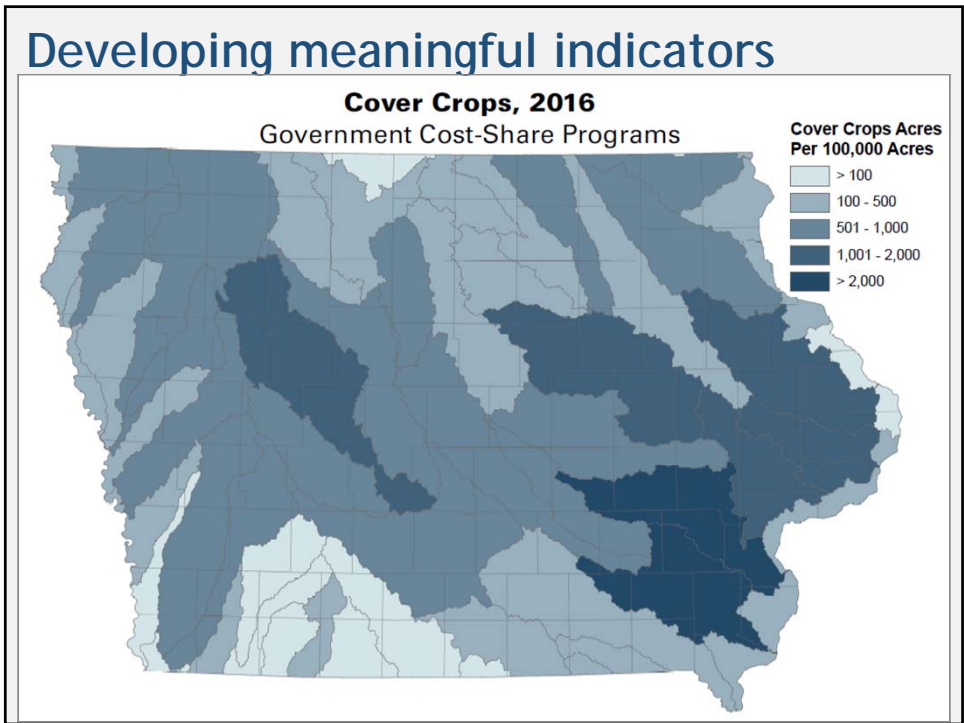 Developing meaningful indicators
Cover Crops, 2016
Government Cost-Share Programs
Cover Crops Acres
Per 100,000 Acres
> 100
100 - 500
501 - 1,000
1,001 - 2,000
> 2,000